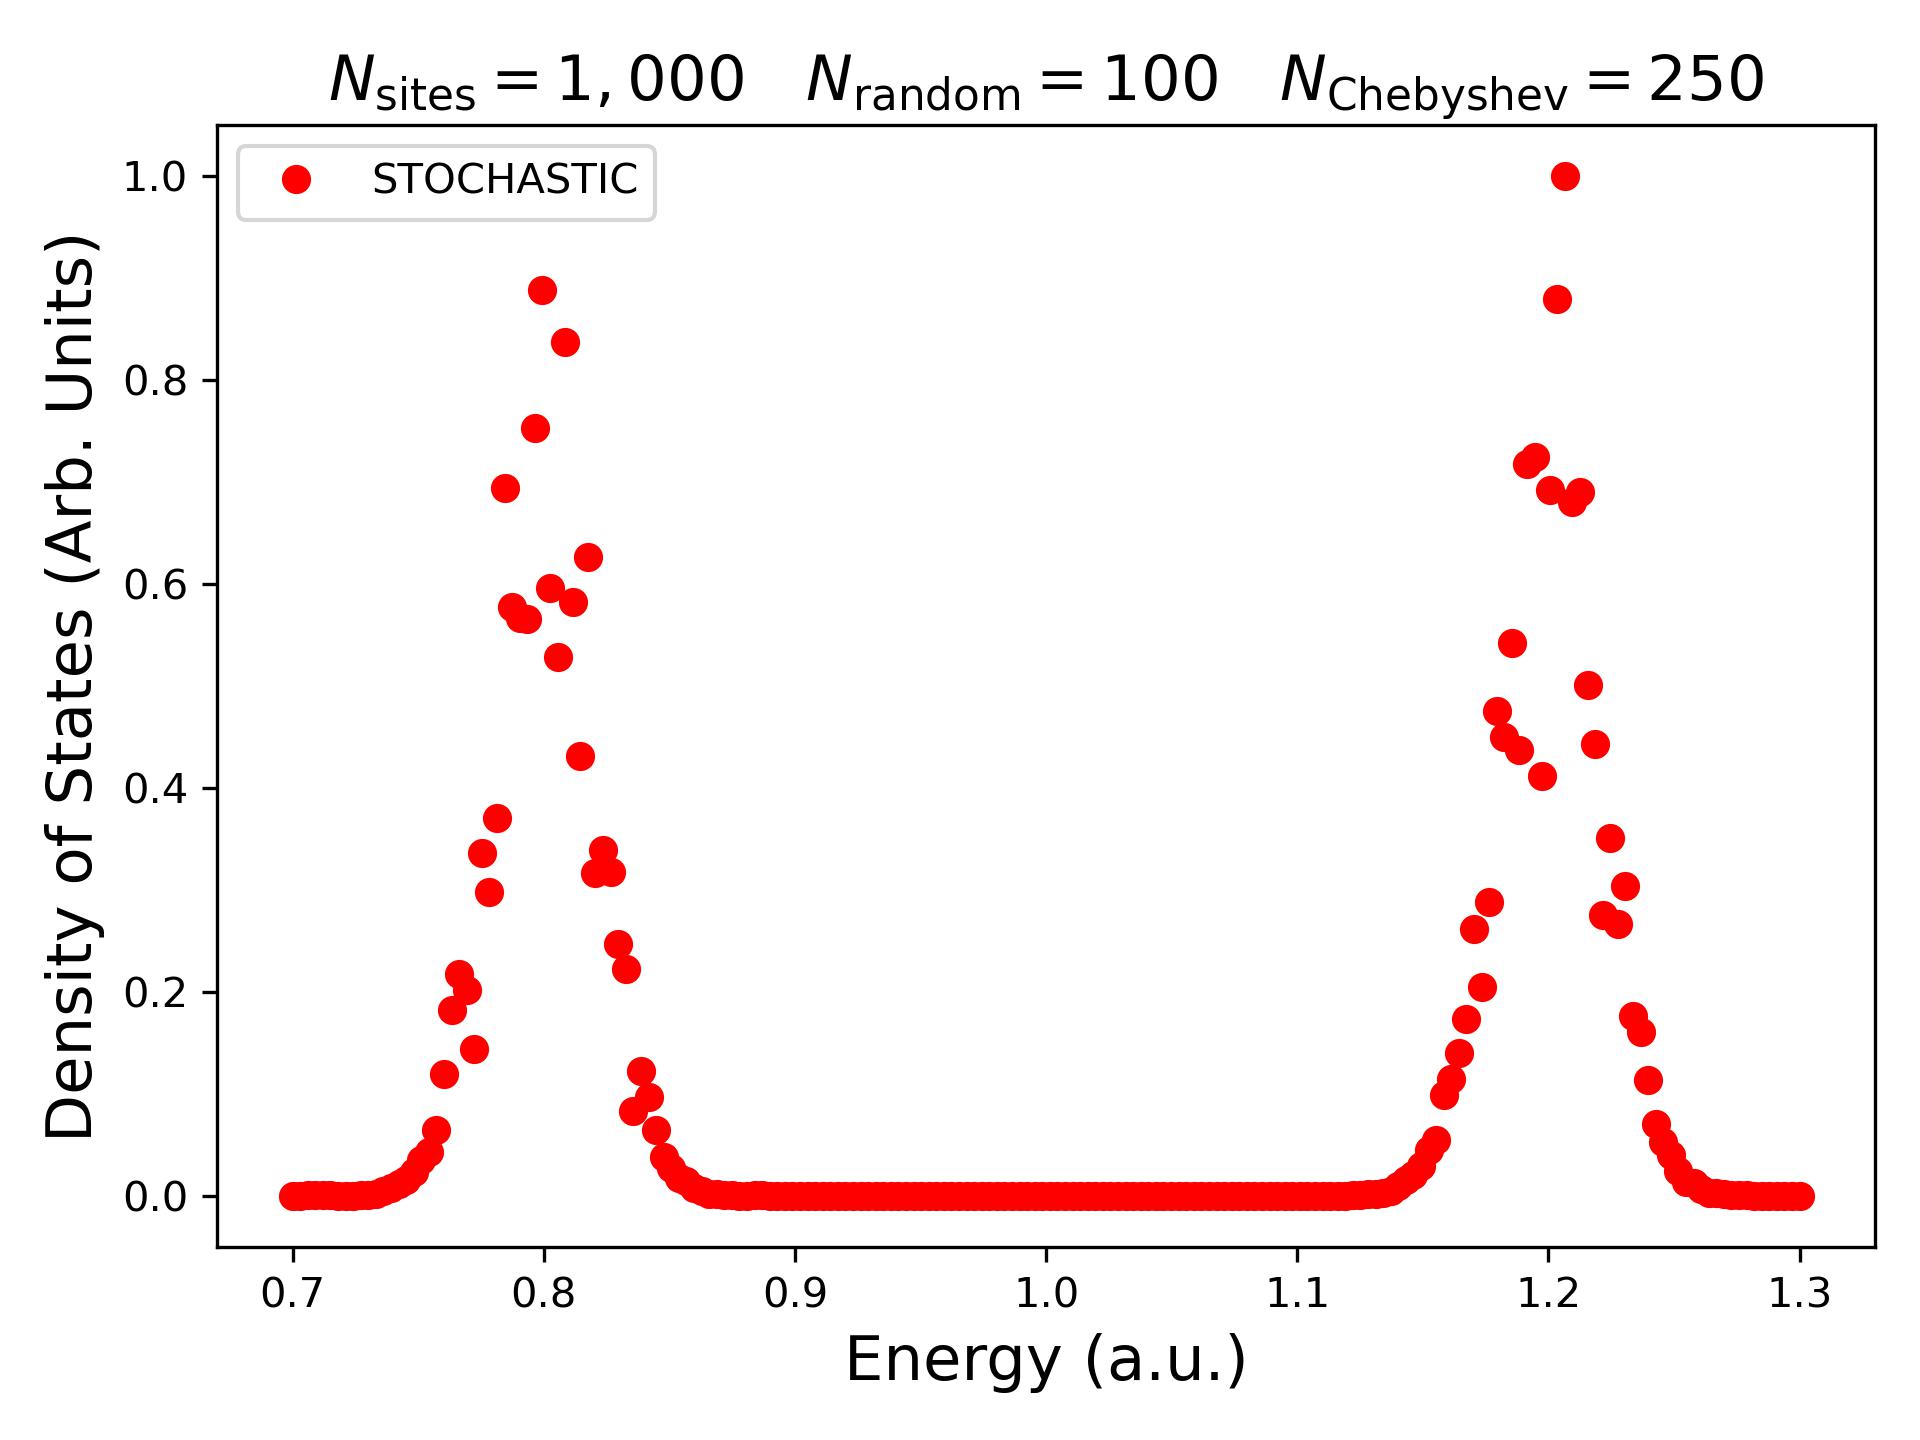 N_sites = 1,000   N_random = 100   N_Chebyshev = 250
STOCHASTIC
Density of States (Arb. Units)
1.0
0.8
0.6
0.4
0.2
0.0
0.7 0.8 0.9 1.0 1.1 1.2 1.3
Energy (a.u.)